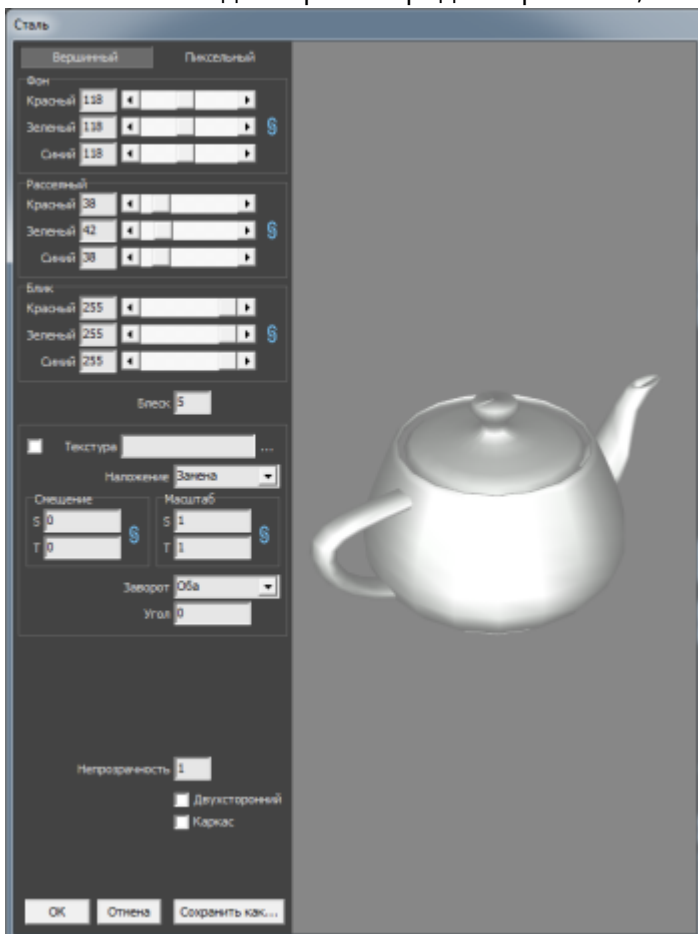 Сталь
Вершинный Пиксельный
Фон
Красный 118
Зеленый 118
Синий 118
Рассеяный
Красный 38
Зеленый 42
Синий 38
Блик
Красный 255
Зеленый 255
Синий 255
Блеск 5
Текстура ...
Наложение Замена
Смещение Масштаб
S 0 S 1
T 0 T 1
Заворот Оба
Угол 0
Непрозрачность 1
Двухсторонний
Каркас
OK Отмена Сохранить как...